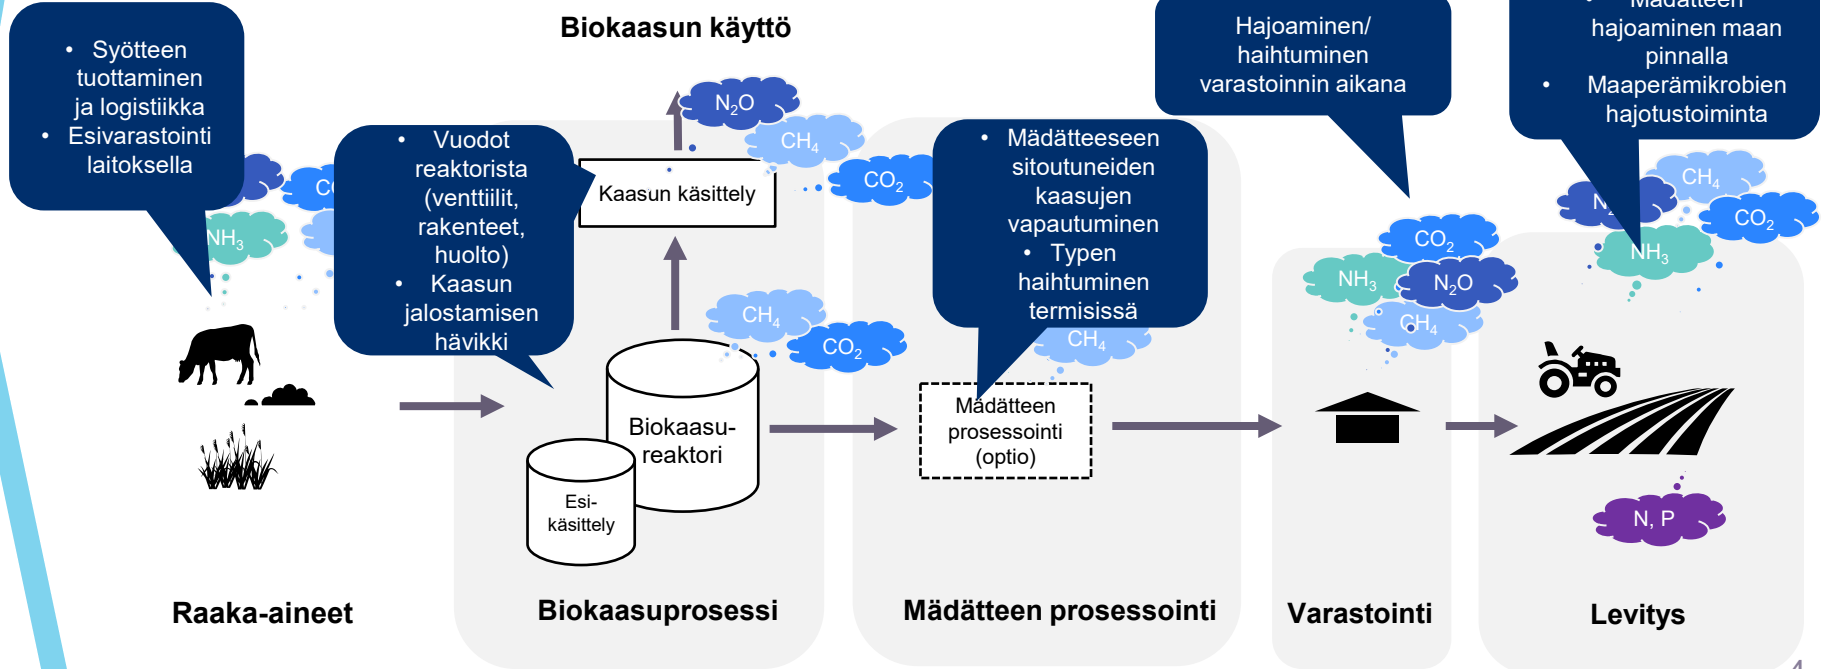 Biokaasun käyttö
• Syötteen
tuottaminen
ja logistiikka
• Esivarastointi
laitoksella
NH3
• Vuodot
reaktorista
(venttiilit,
rakenteet,
huolto)
• Kaasun
jalostamisen
hävikki
N2O
CH4
CO2
Kaasun käsittely
CH4
CO2
Biokaasu-
reaktori
Esi-
käsittely
• Mädätteeseen
sitoutuneiden
kaasujen
vapautuminen
• Typen
haihtuminen
termisissä
CH4
Mädätteen
prosessointi
(optio)
Hajoaminen/
haihtuminen
varastoinnin aikana
CO2
NH3
N2O
CH4
• Mädätteen
hajoaminen maan
pinnalla
• Maaperämikrobien
hajotustoiminta
CH4
CO2
NH3
N, P
Raaka-aineet
Biokaasuprosessi
Mädätteen prosessointi
Varastointi
Levitys